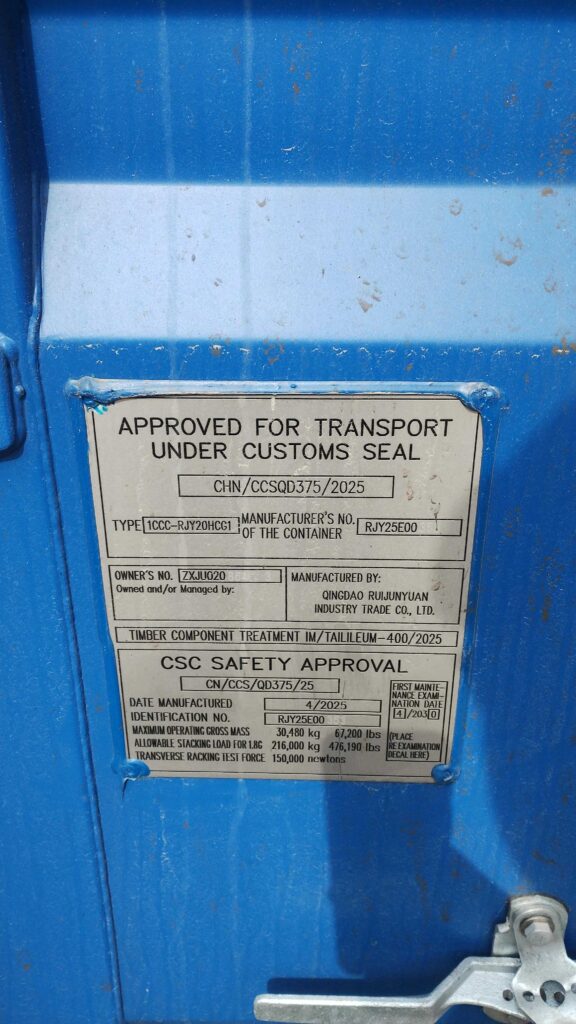 APPROVED FOR TRANSPORT
UNDER CUSTOMS SEAL
CHN/CCSQD375/2025
TYPE 1CCC-RJY20HCG1 MANUFACTURER'S NO. OF THE CONTAINER RJY25E00
OWNER'S NO. ZXJU020
Owned and/or Managed by:
MANUFACTURED BY:
QINGDAO RUIJUNYUAN
INDUSTRY TRADE CO., LTD.
TIMBER COMPONENT TREATMENT IM/TAILILEUM-400/2025
CSC SAFETY APPROVAL
CN/CCS/QD375/25
DATE MANUFACTURED 4/2025
IDENTIFICATION NO. RJY25E00
MAXIMUM OPERATING GROSS MASS 30,480 kg 67,200 lbs
ALLOWABLE STACKING LOAD FOR 1.8G 216,000 kg 476,190 lbs
TRANSVERSE RACKING TEST FORCE 150,000 newtons
FIRST MAINTE-
NANCE EXAMI-
NATION DATE
4/2030
(PLACE
RE EXAMINATION
DECAL HERE)